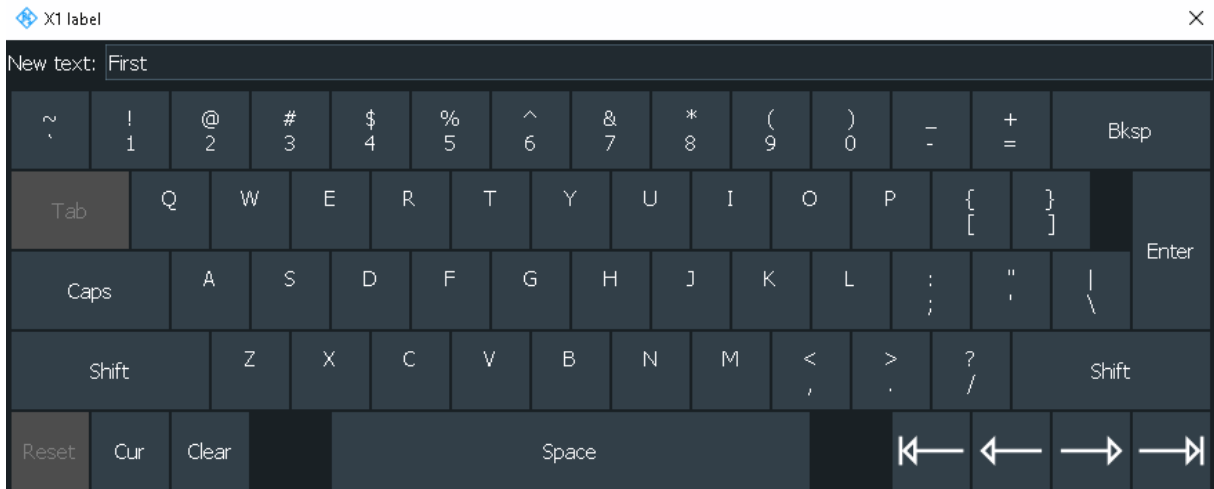 X1 label
New text: First
~ ! @ # $ % ^ & * ( ) _ +
` 1 2 3 4 5 6 7 8 9 0 - = Bksp
Tab Q W E R T Y U I O P { }
[ ]
Enter
Caps A S D F G H J K L : " |
; ' \
Shift Z X C V B N M < > ? Shift
, . /
Reset Cur Clear Space